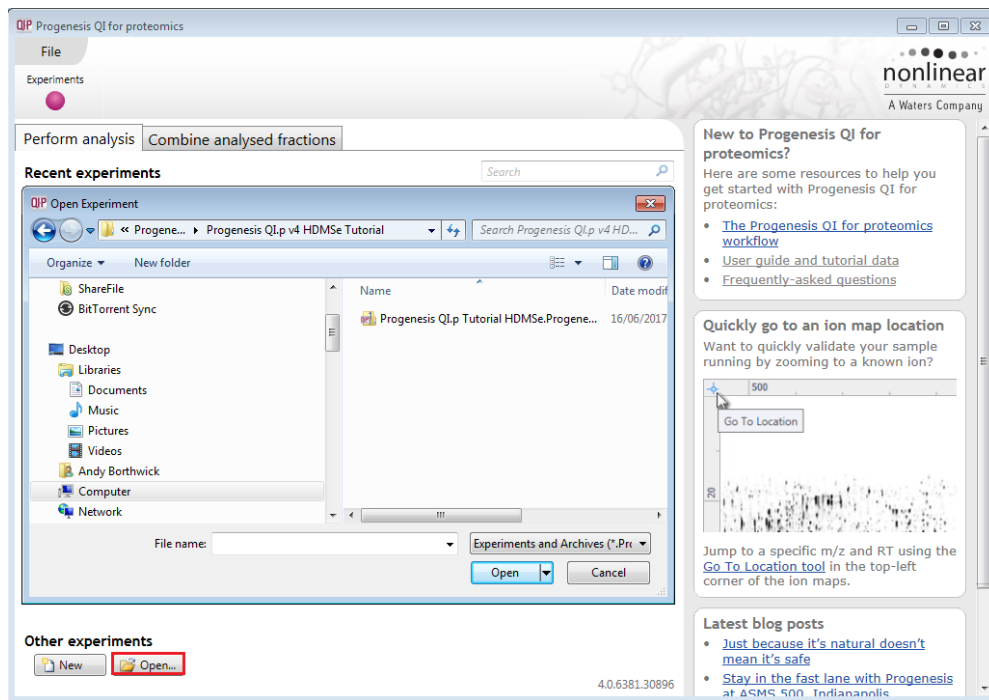 QIP Progenesis QI for proteomics
File
Experiments
nonlinear
DYNAMICS
A Waters Company
Perform analysis
Combine analysed fractions
Recent experiments
Search
QIP Open Experiment
« Progene... Progenesis QI.p v4 HDMSe Tutorial
Search Progenesis QI.p v4 HD...
Organize
New folder
ShareFile
BitTorrent Sync
Desktop
Libraries
Documents
Music
Pictures
Videos
Andy Borthwick
Computer
Network
Name
Date modif
Progenesis QI.p Tutorial HDMSe.Progene...
16/06/2017
File name:
Experiments and Archives (*.Pro
Open
Cancel
Other experiments
New
Open...
4.0.6381.30896
New to Progenesis QI for
proteomics?
Here are some resources to help you
get started with Progenesis QI for
proteomics:
• The Progenesis QI for proteomics
workflow
• User guide and tutorial data
• Frequently-asked questions
Quickly go to an ion map location
Want to quickly validate your sample
running by zooming to a known ion?
500
Go To Location
20
Jump to a specific m/z and RT using the
Go To Location tool in the top-left
corner of the ion maps.
Latest blog posts
• Just because it's natural doesn't
mean it's safe
• Stay in the fast lane with Progenesis
at ASMS 500, Indianapolis